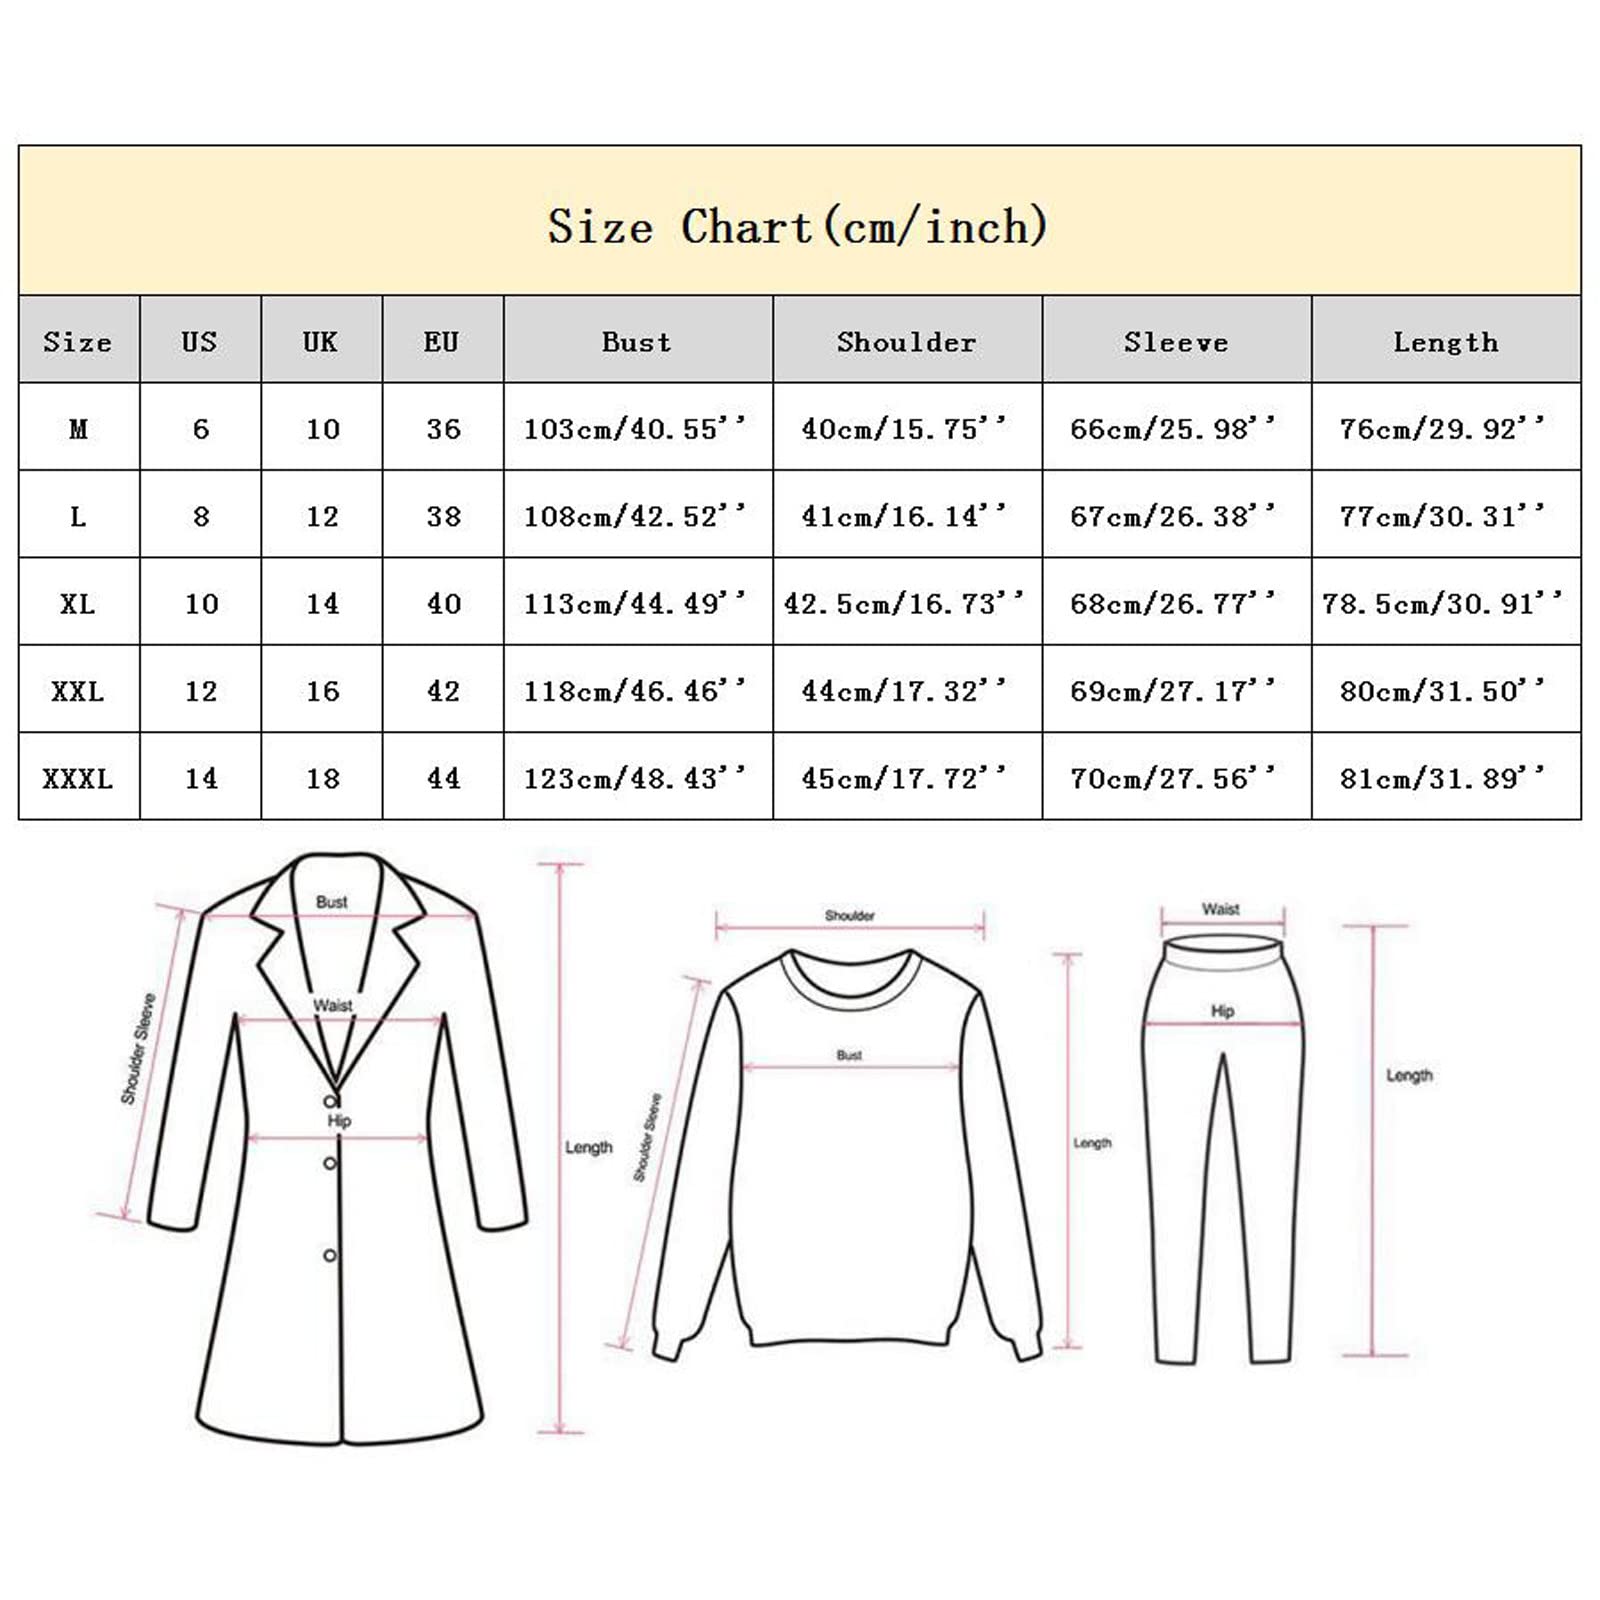 Size Chart(cm/inch)
Size US UK EU Bust Shoulder Sleeve Length
M 6 10 36 103cm/40.55'' 40cm/15.75'' 66cm/25.98'' 76cm/29.92''
L 8 12 38 108cm/42.52'' 41cm/16.14'' 67cm/26.38'' 77cm/30.31''
XL 10 14 40 113cm/44.49'' 42.5cm/16.73'' 68cm/26.77'' 78.5cm/30.91''
XXL 12 16 42 118cm/46.46'' 44cm/17.32'' 69cm/27.17'' 80cm/31.50''
XXXL 14 18 44 123cm/48.43'' 45cm/17.72'' 70cm/27.56'' 81cm/31.89''
Bust
Waist
Hip
Shoulder Sleeve
Length
Shoulder
Bust
Shoulder Sleeve
Length
Waist
Hip
Length